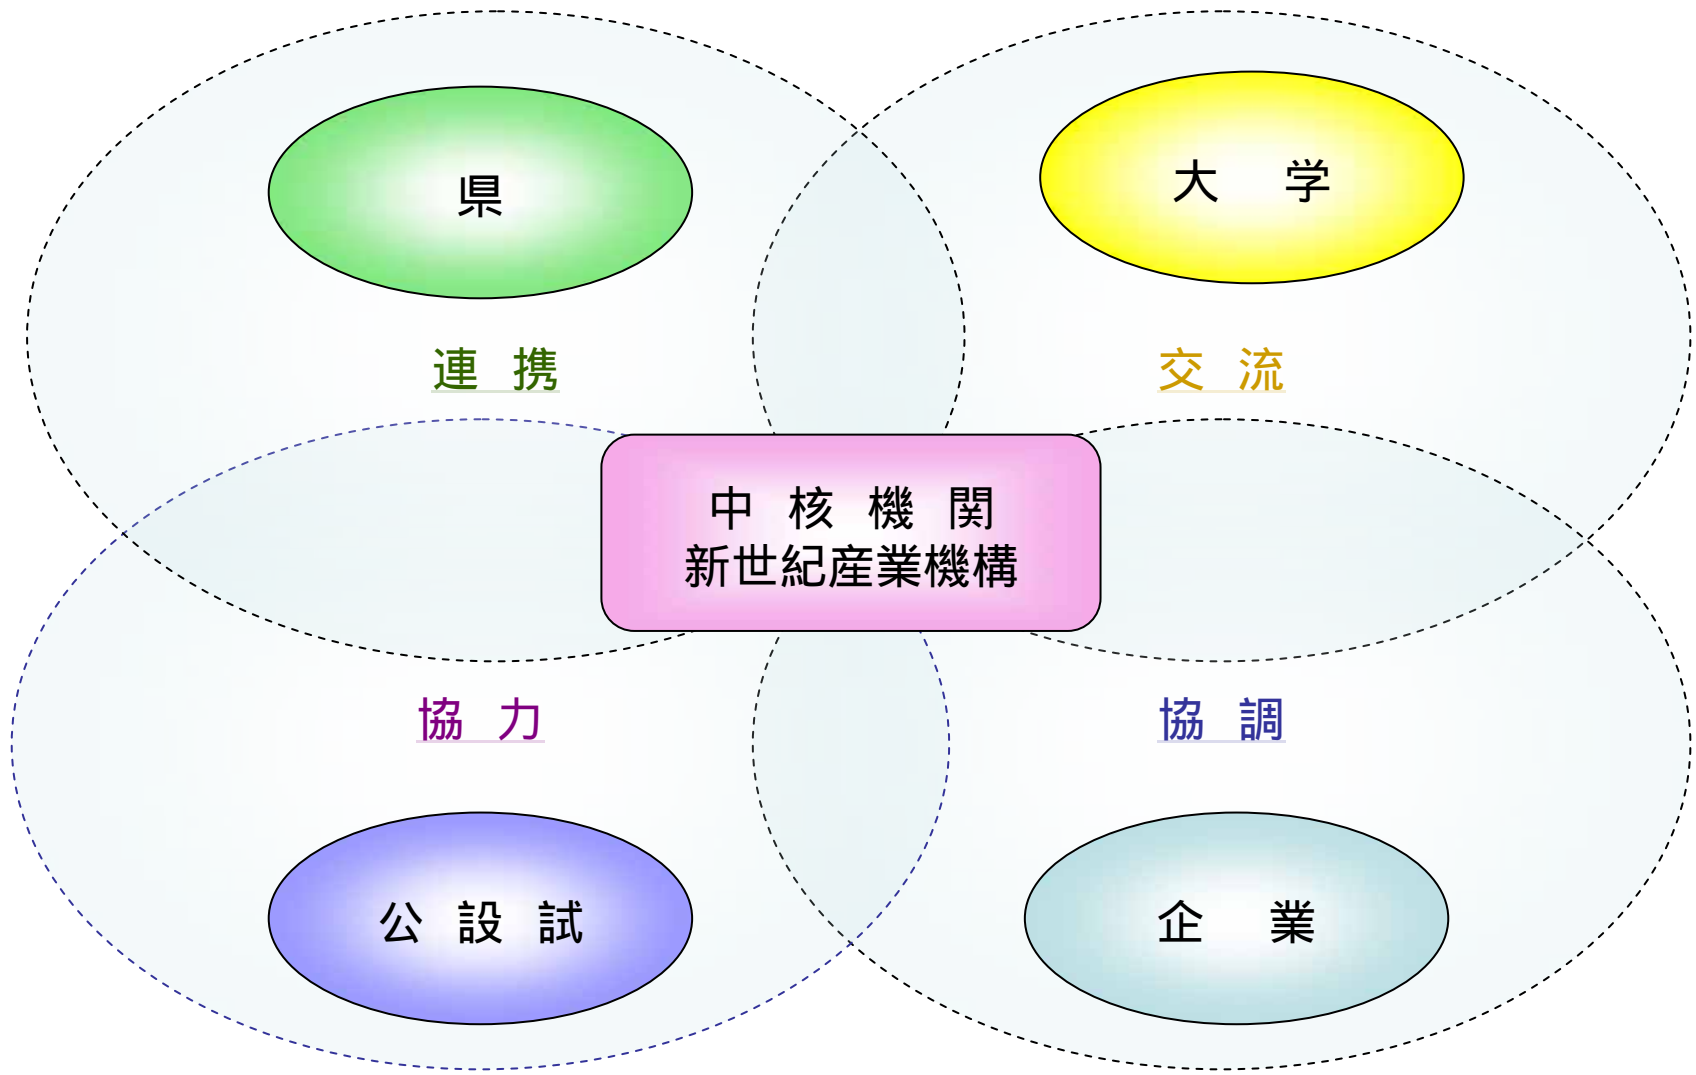 県
大　学
連 携
交 流
中 核 機 関
新世紀産業機構
協 力
協 調
公 設 試
企　業